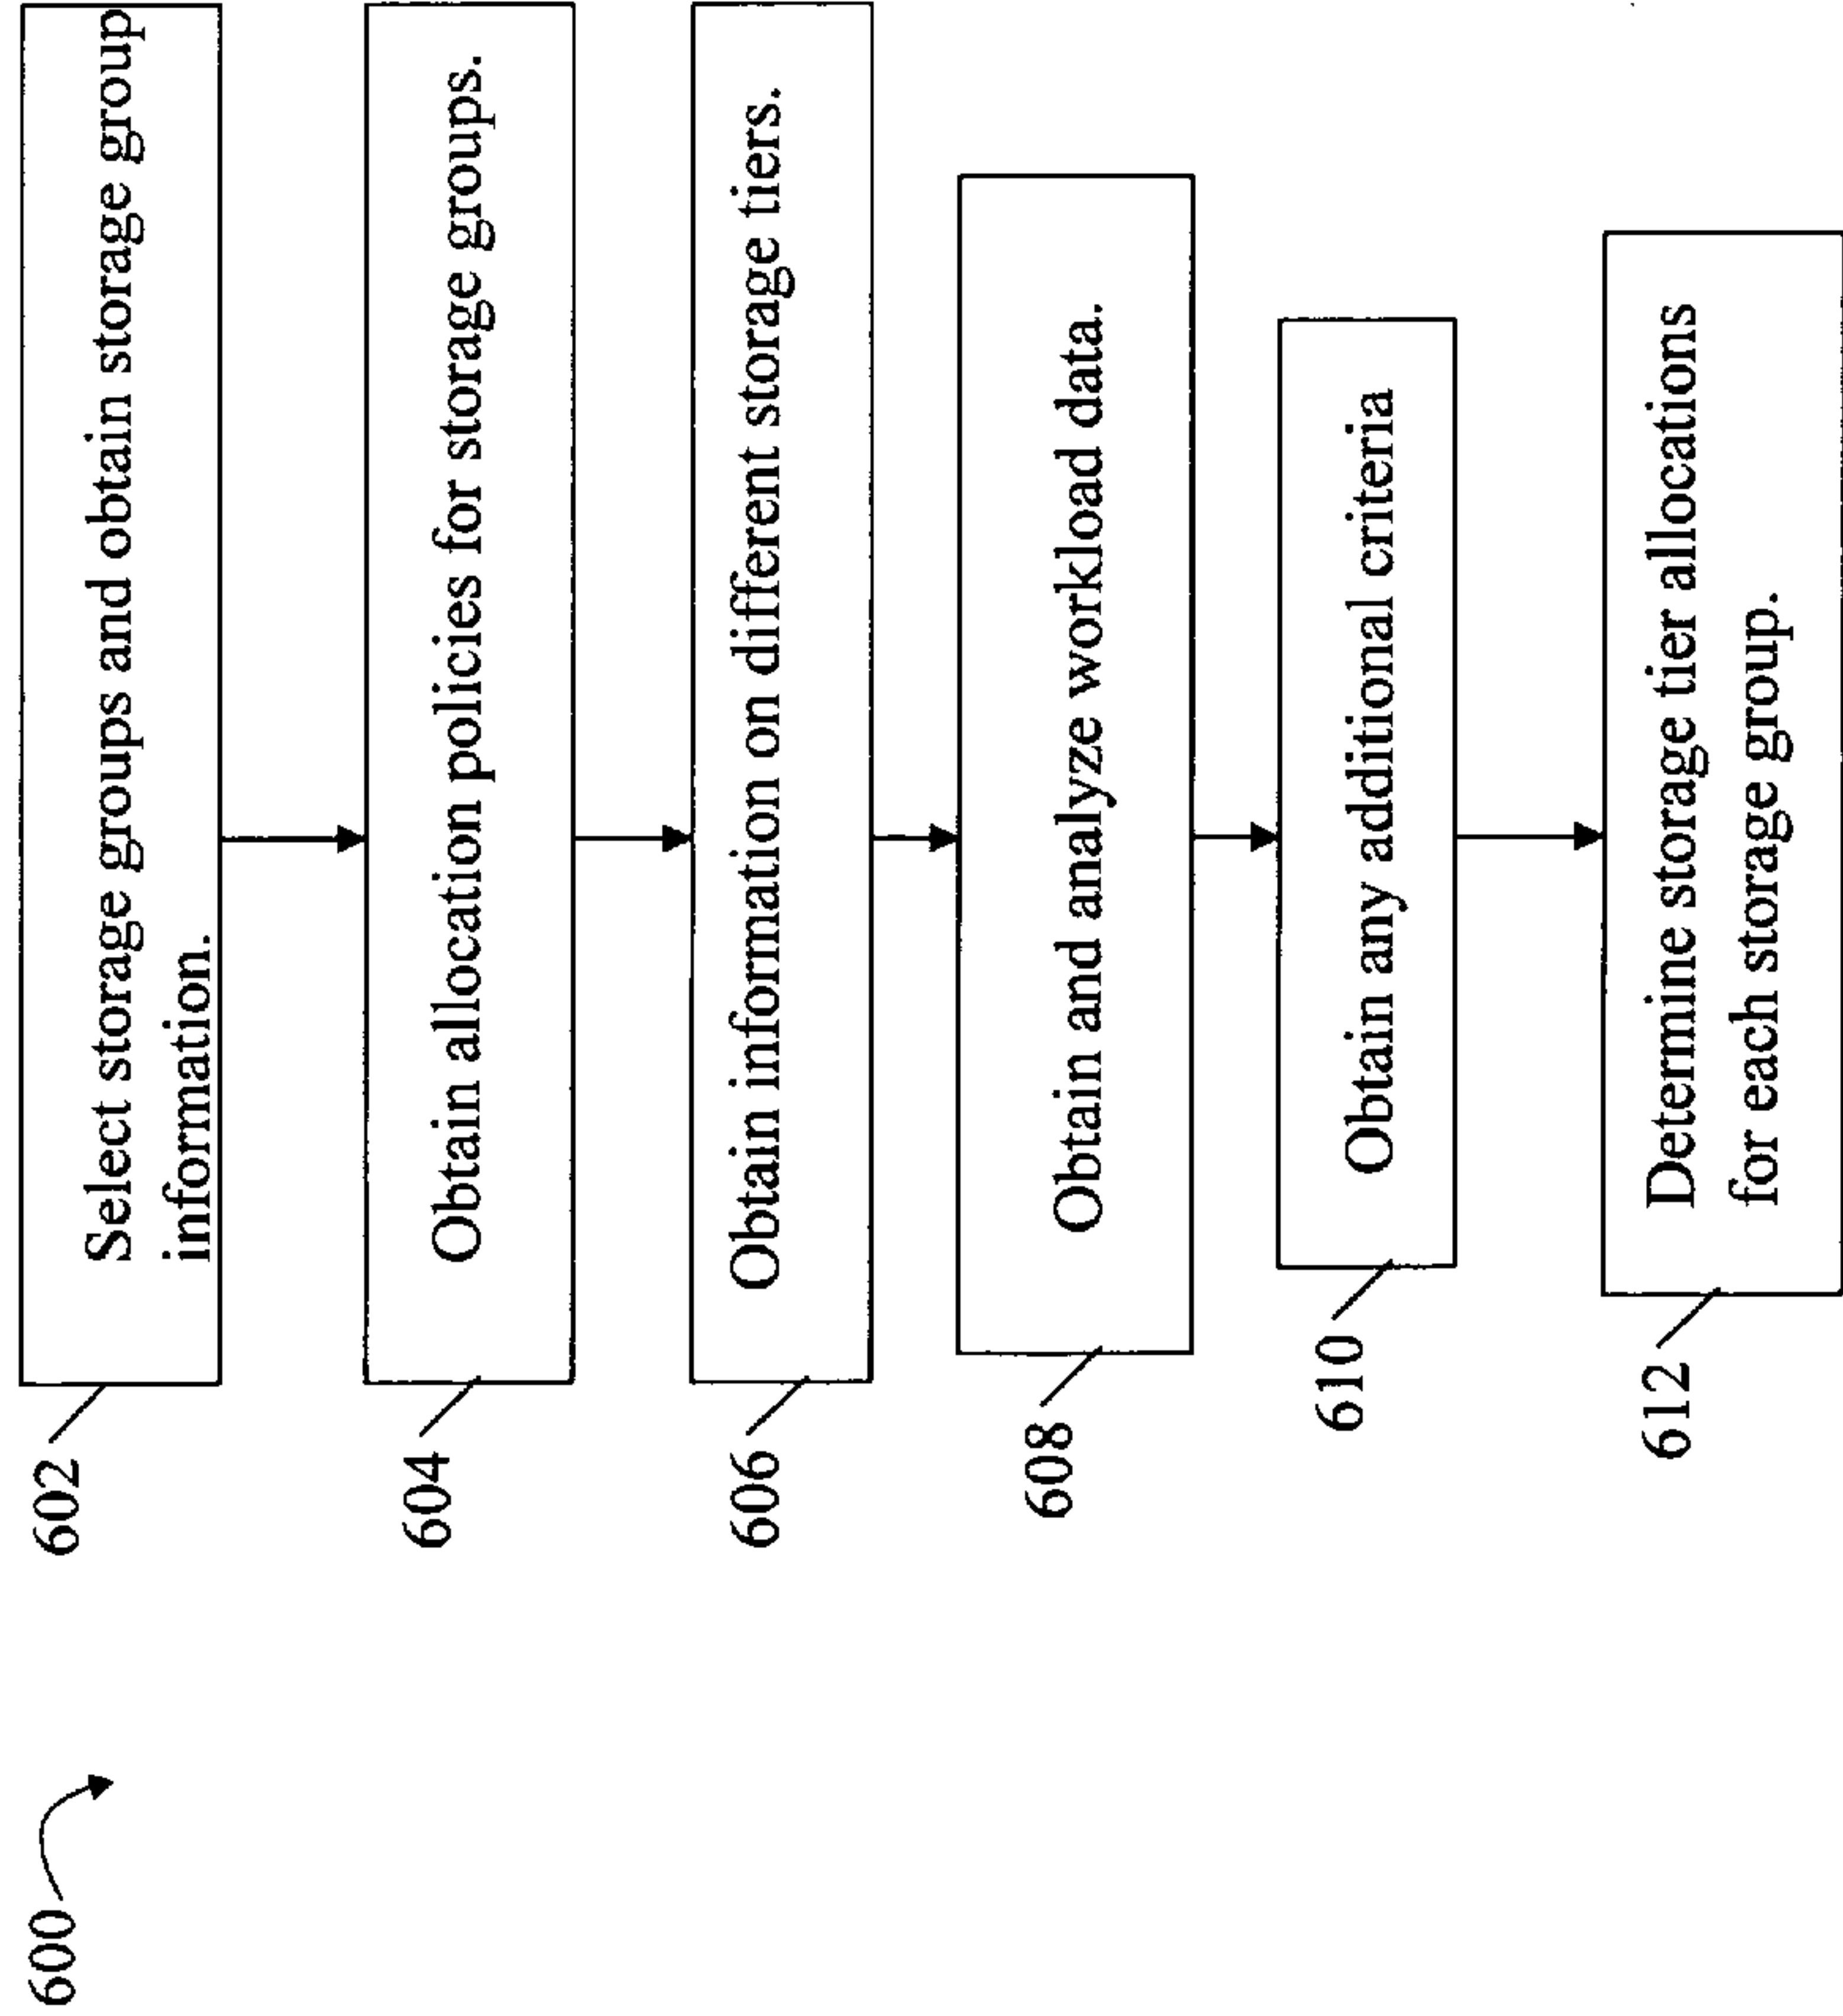 600
602
Select storage groups and obtain storage group
information.
604
Obtain allocation policies for storage groups.
606
Obtain information on different storage tiers.
608
Obtain and analyze workload data.
610
Obtain any additional criteria
612
Determine storage tier allocations
for each storage group.